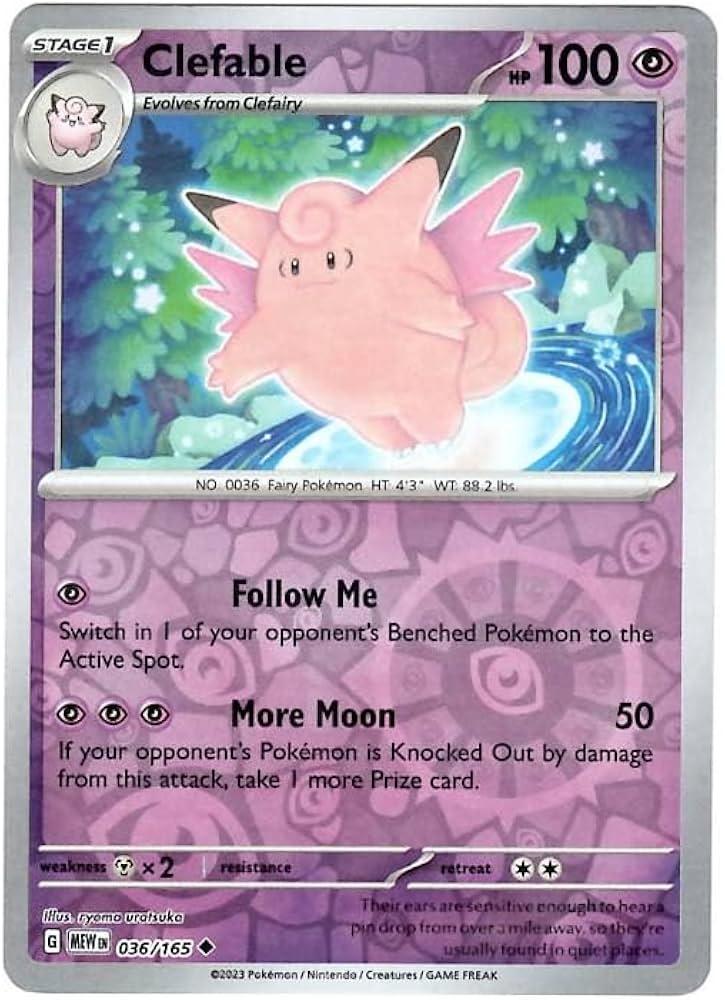 STAGE 1
Clefable
HP 100
Evolves from Clefairy
NO. 0036 Fairy Pokémon HT: 4'3" WT: 88.2 lbs.
Follow Me
Switch in 1 of your opponent's Benched Pokémon to the
Active Spot.
More Moon 50
If your opponent's Pokémon is Knocked Out by damage
from this attack, take 1 more Prize card.
weakness ×2 resistance retreat
Illus. ryoma uratsuka
Their ears are sensitive enough to hear a
pin drop from over a mile away, so they're
usually found in quiet places.
G MEW EN 036/165
©2023 Pokémon / Nintendo / Creatures / GAME FREAK